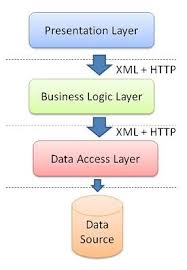 Presentation Layer
XML + HTTP
Business Logic Layer
XML + HTTP
Data Access Layer
Data
Source